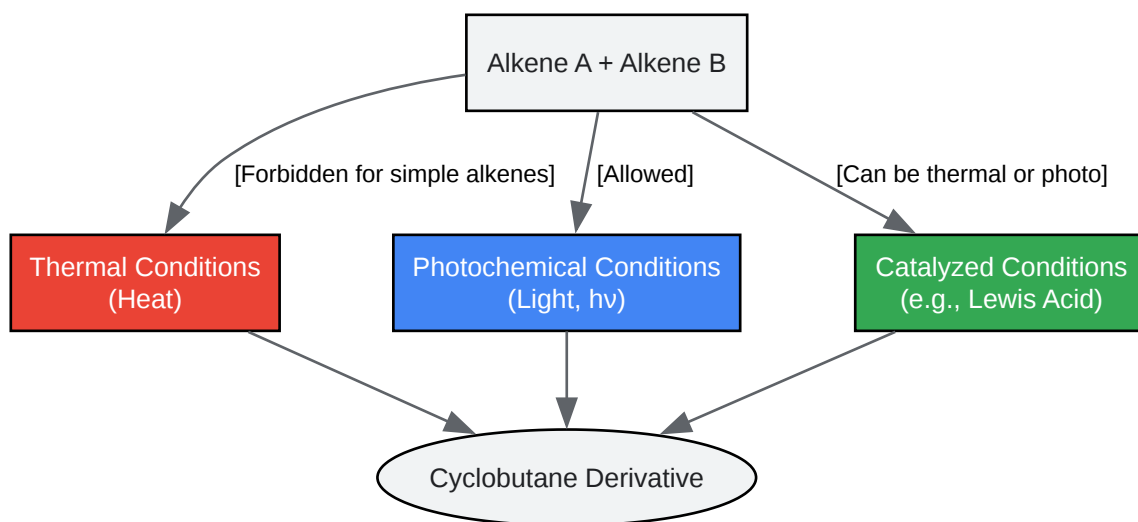 Alkene A + Alkene B
[Forbidden for simple alkenes]
[Allowed]
[Can be thermal or photo]
Thermal Conditions
(Heat)
Photochemical Conditions
(Light, hν)
Catalyzed Conditions
(e.g., Lewis Acid)
Cyclobutane Derivative